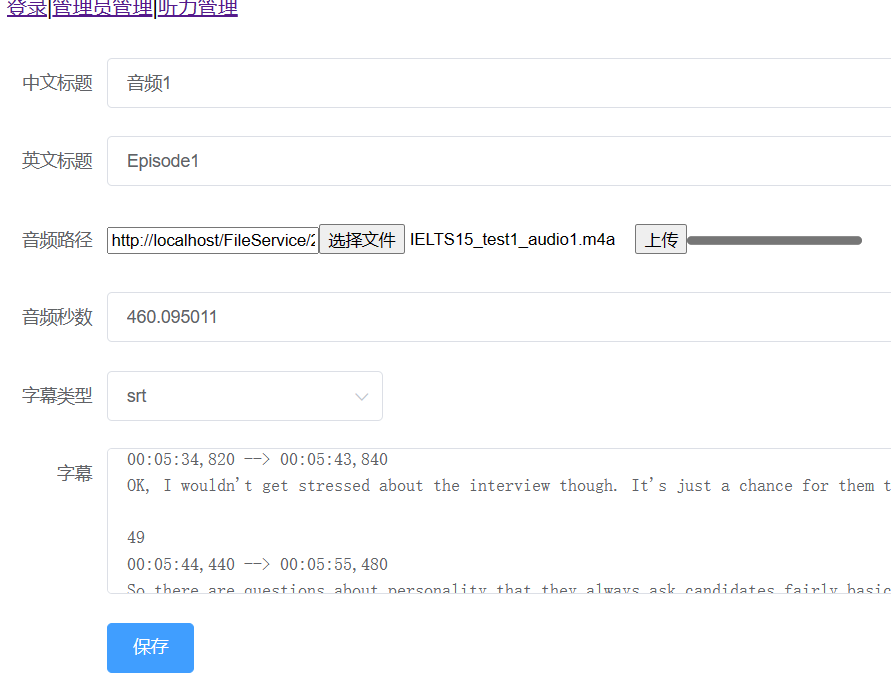 登录|管理员管理|听力管理
中文标题 音频1
英文标题 Episode1
音频路径 http://localhost/FileService/2 选择文件 IELTS15_test1_audio1.m4a 上传
音频秒数 460.095011
字幕类型 srt
字幕 00:05:34,820 --> 00:05:43,840
OK, I wouldn't get stressed about the interview though. It's just a chance for them t
49
00:05:44,440 --> 00:05:55,480
So there are questions about personality that they always ask candidates fairly basic
保存